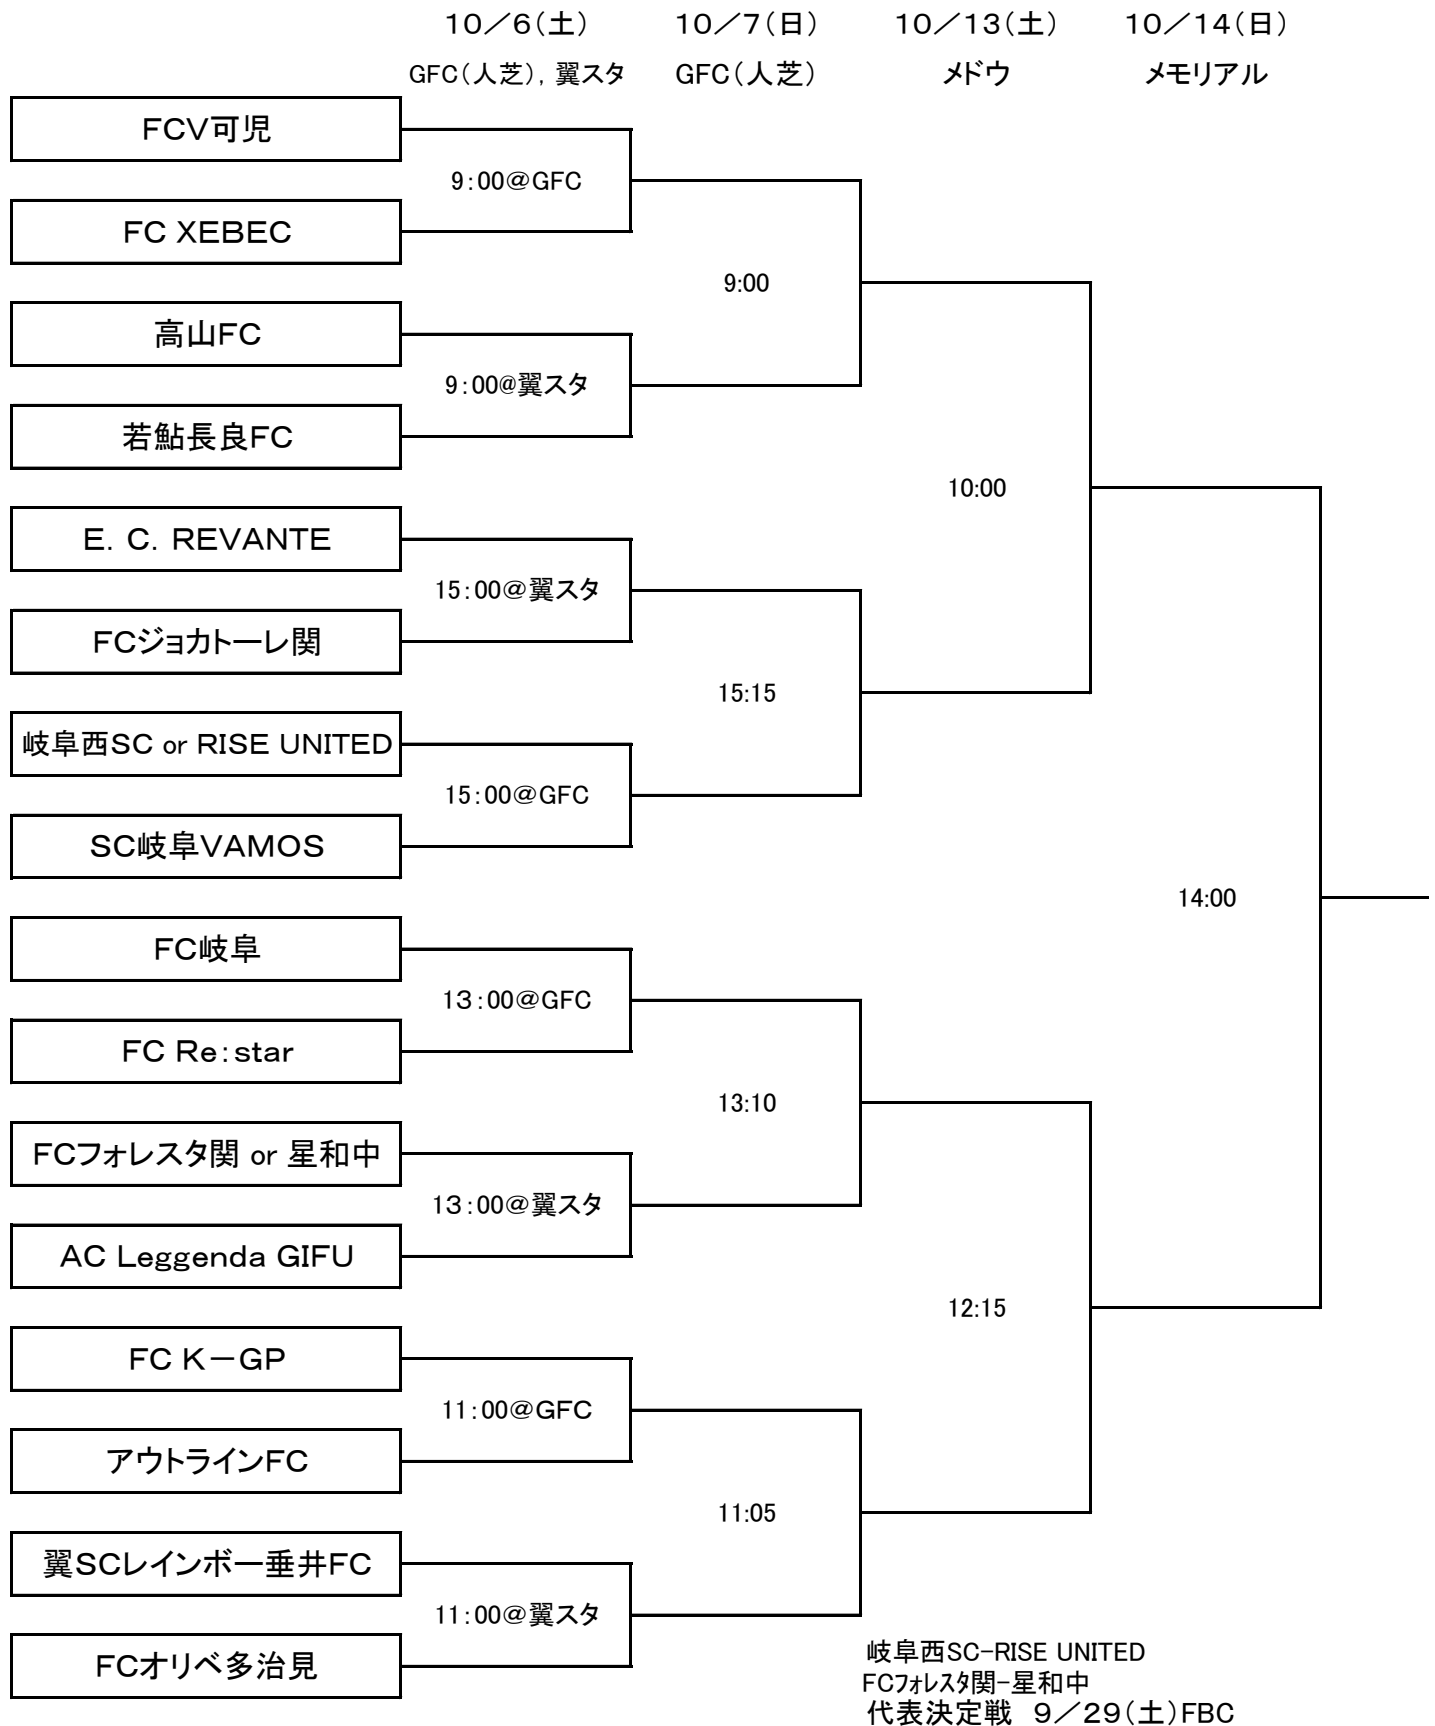 １０／６（土）　１０／７（日）　１０／１３（土）　１０／１４（日）
GFC（人芝），翼スタ　GFC（人芝）　メドウ　メモリアル
FCV可児
9：00＠GFC
FC XEBEC
9:00
高山FC
9：00@翼スタ
若鮎長良FC
10:00
E．C．REVANTE
15：00＠翼スタ
FCジョカトーレ関
15:15
岐阜西SC or RISE UNITED
15：00＠GFC
SC岐阜VAMOS
14:00
FC岐阜
13：00＠GFC
FC Re：star
13:10
FCフォレスタ関 or 星和中
13：00＠翼スタ
AC Leggenda GIFU
12:15
FC K－GP
11：00＠GFC
アウトラインFC
11:05
翼SCレインボー垂井FC
11：00＠翼スタ
FCオリベ多治見
岐阜西SC-RISE UNITED
FCフォレスタ関-星和中
代表決定戦　９／２９（土）FBC